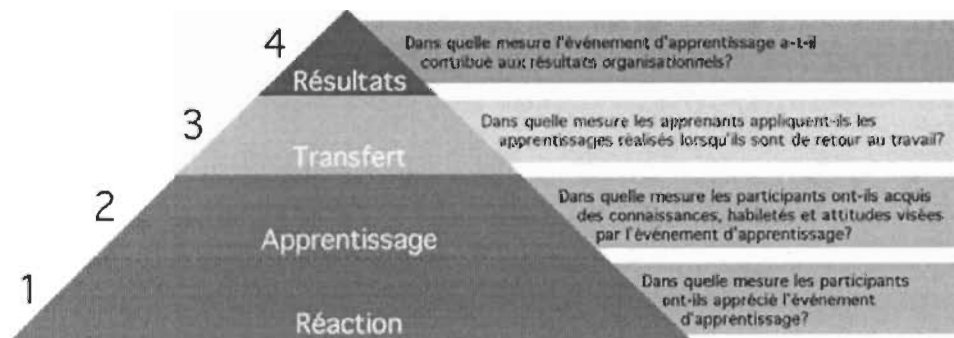 4
Résultats
Dans quelle mesure l'événement d'apprentissage a-t-il
contribué aux résultats organisationnels?
3
Transfert
Dans quelle mesure les apprenants appliquent-ils les
apprentissages réalisés lorsqu'ils sont de retour au travail?
2
Apprentissage
Dans quelle mesure les participants ont-ils acquis
des connaissances, habiletés et attitudes visées
par l'événement d'apprentissage?
1
Réaction
Dans quelle mesure les participants
ont-ils apprécié l'événement
d'apprentissage?